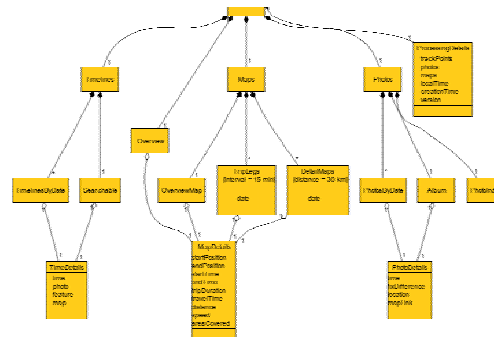 ProcessingDetails
trackPoints
photos
maps
localTime
creationTime
version
Timelines
Maps
Photos
Overview
TripLegs
(interval = 15 min)
date
DetailMaps
(distance = 30 km)
date
TimelinesByDate
Searchable
OverviewMap
PhotosByDate
Album
MapDetails
startPosition
endPosition
startTime
endTime
tripDuration
travelTime
distance
speed
areaCovered
TimeDetails
time
photo
feature
map
PhotoDetails
time
fixDifference
location
mapLink